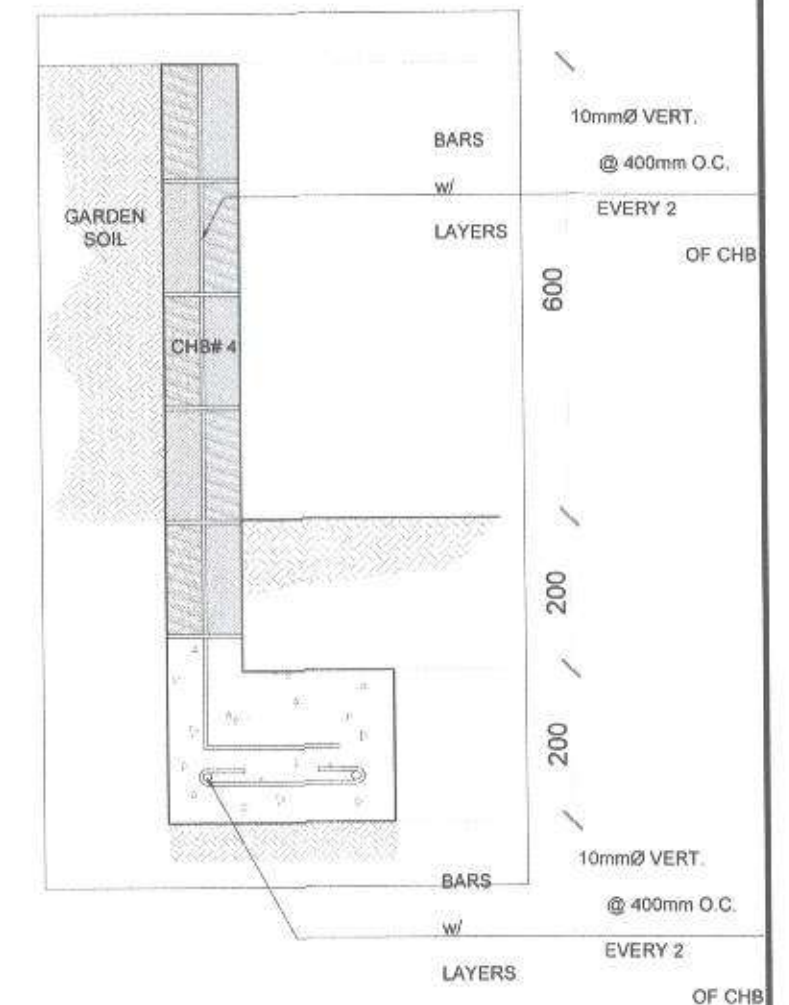 10mmØ VERT.
BARS
@ 400mm O.C.
w/
EVERY 2
LAYERS
OF CHB
GARDEN
SOIL
600
CHB# 4
200
200
10mmØ VERT.
BARS
@ 400mm O.C.
w/
EVERY 2
LAYERS
OF CHB